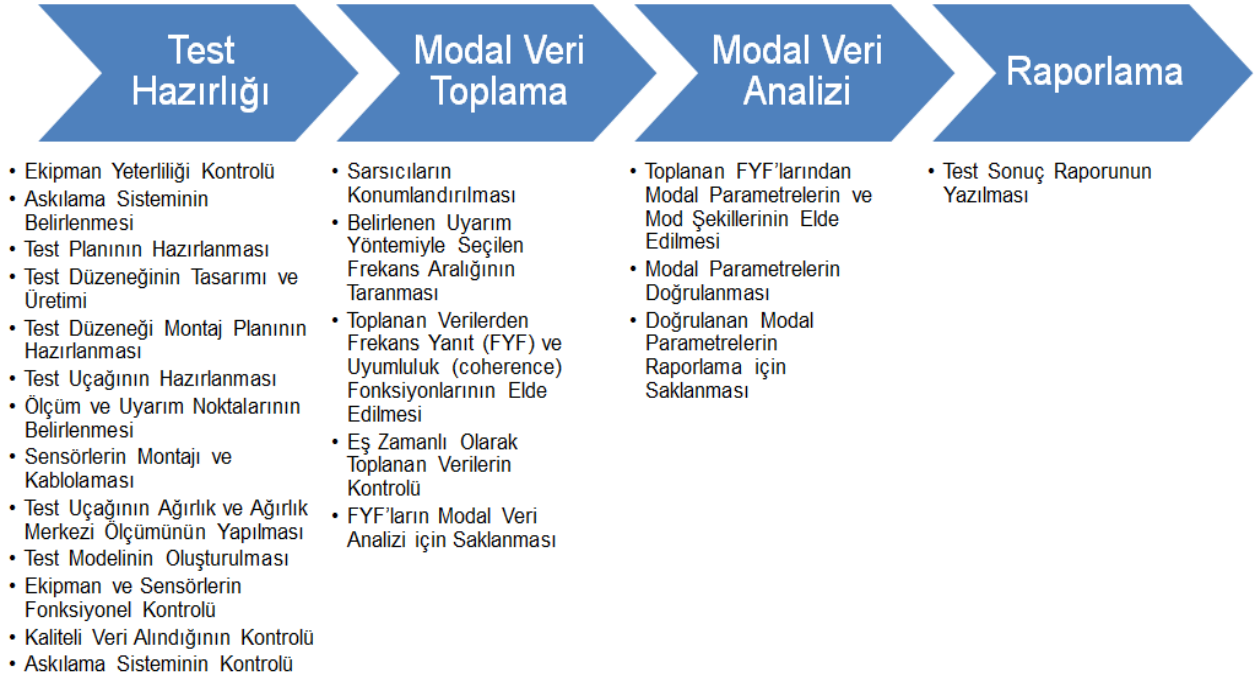 Test
Hazırlığı
Modal Veri
Toplama
Modal Veri
Analizi
Raporlama
• Ekipman Yeterliliği Kontrolü
• Askılama Sisteminin
Belirlenmesi
• Test Planının Hazırlanması
• Test Düzeneğinin Tasarımı ve
Üretimi
• Test Düzeneği Montaj Planının
Hazırlanması
• Test Uçağının Hazırlanması
• Ölçüm ve Uyarım Noktalarının
Belirlenmesi
• Sensörlerin Montajı ve
Kablolaması
• Test Uçağının Ağırlık ve Ağırlık
Merkezi Ölçümünün Yapılması
• Test Modelinin Oluşturulması
• Ekipman ve Sensörlerin
Fonksiyonel Kontrolü
• Kaliteli Veri Alındığının Kontrolü
• Askılama Sisteminin Kontrolü
• Sarsıcıların
Konumlandırılması
• Belirlenen Uyarım
Yöntemiyle Seçilen
Frekans Aralığının
Taranması
• Toplanan Verilerden
Frekans Yanıt (FYF) ve
Uyumluluk (coherence)
Fonksiyonlarının Elde
Edilmesi
• Eş Zamanlı Olarak
Toplanan Verilerin
Kontrolü
• FYF'ların Modal Veri
Analizi için Saklanması
• Toplanan FYF'larından
Modal Parametrelerin ve
Mod Şekillerinin Elde
Edilmesi
• Modal Parametrelerin
Doğrulanması
• Doğrulanan Modal
Parametrelerin
Raporlama için
Saklanması
• Test Sonuç Raporunun
Yazılması